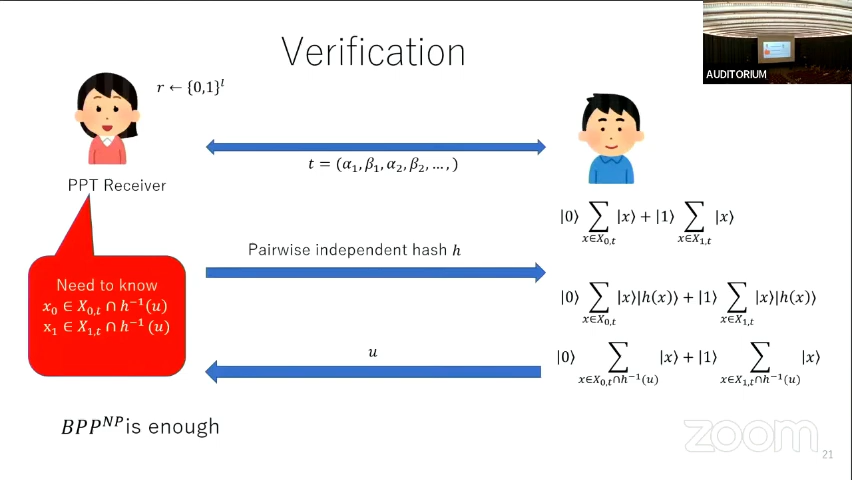 Verification
AUDITORIUM
r ← {0,1}^l
t = (α₁, β₁, α₂, β₂, ..., )
PPT Receiver
|0⟩ ∑_{x∈X_{0,t}} |x⟩ + |1⟩ ∑_{x∈X_{1,t}} |x⟩
Pairwise independent hash h
Need to know
x₀ ∈ X_{0,t} ∩ h⁻¹(u)
x₁ ∈ X_{1,t} ∩ h⁻¹(u)
|0⟩ ∑_{x∈X_{0,t}} |x⟩|h(x)⟩ + |1⟩ ∑_{x∈X_{1,t}} |x⟩|h(x)⟩
u
|0⟩ ∑_{x∈X_{0,t}∩h⁻¹(u)} |x⟩ + |1⟩ ∑_{x∈X_{1,t}∩h⁻¹(u)} |x⟩
BPP^{NP} is enough
zoom
21